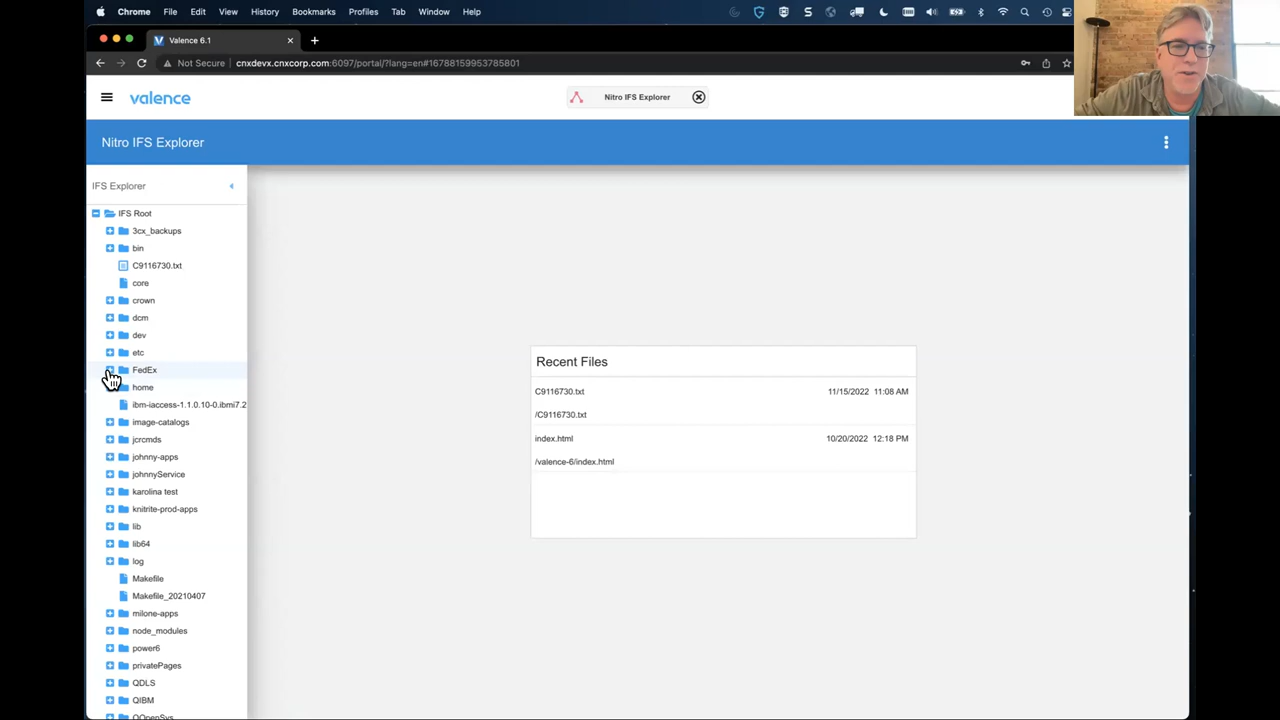 Chrome File Edit View History Bookmarks Profiles Tab Window Help
Valence 6.1
Not Secure cnxdevx.cnxcorp.com:6097/portal/?lang=en#16788159953785801
valence
Nitro IFS Explorer
Nitro IFS Explorer
IFS Explorer
IFS Root
3cx_backups
bin
C9116730.txt
core
crown
dcm
dev
etc
FedEx
home
ibm-iaccess-1.1.0.10-0.ibmi7.2
image-catalogs
jcrcmds
johnny-apps
johnnyService
karolina test
knitrite-prod-apps
lib
lib64
log
Makefile
Makefile_20210407
milone-apps
node_modules
power6
privatePages
QDLS
QIBM
QOpenSys
Recent Files
C9116730.txt 11/15/2022 11:08 AM
/C9116730.txt
index.html 10/20/2022 12:18 PM
/valence-6/index.html